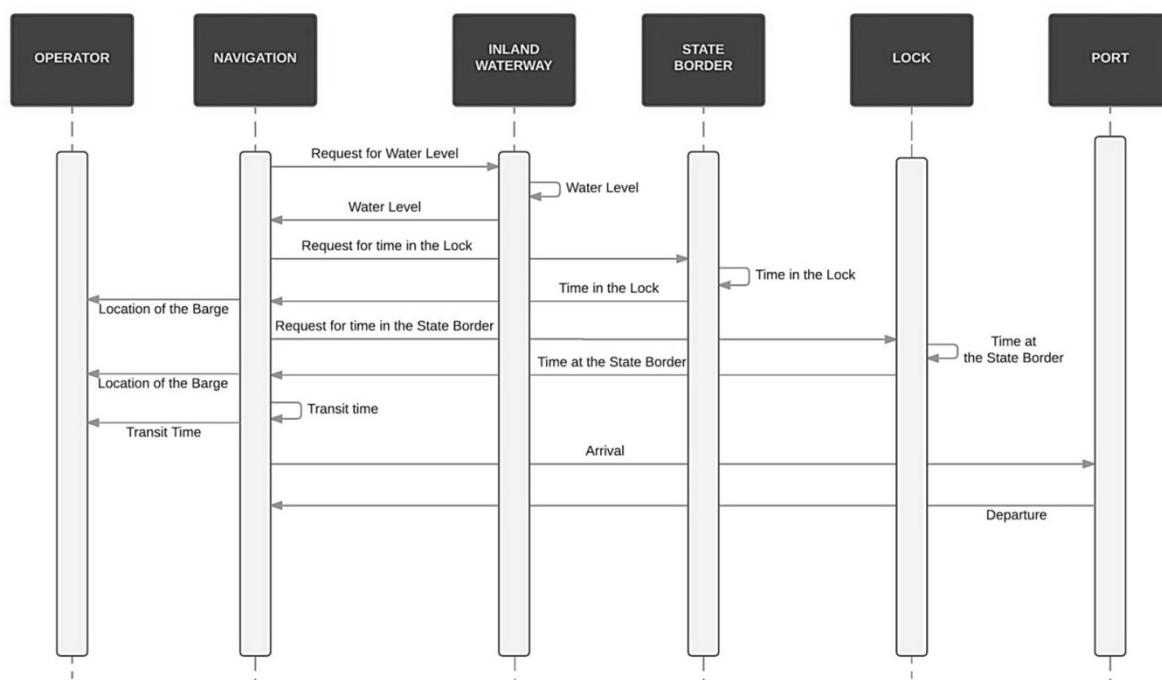 OPERATOR
NAVIGATION
INLAND
WATERWAY
STATE
BORDER
LOCK
PORT
Request for Water Level
Water Level
Water Level
Request for time in the Lock
Time in the Lock
Time in the Lock
Location of the Barge
Request for time in the State Border
Time at
the State Border
Time at the State Border
Location of the Barge
Transit time
Transit Time
Arrival
Departure